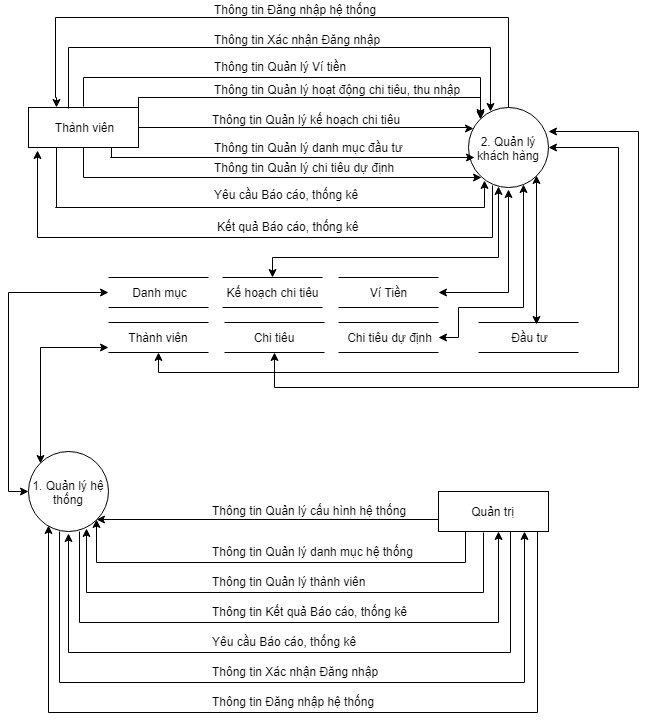 Thông tin Đăng nhập hệ thống
Thông tin Xác nhận Đăng nhập
Thông tin Quản lý Ví tiền
Thông tin Quản lý hoạt động chi tiêu, thu nhập
Thành viên
Thông tin Quản lý kế hoạch chi tiêu
2. Quản lý
khách hàng
Thông tin Quản lý danh mục đầu tư
Thông tin Quản lý chi tiêu dự định
Yêu cầu Báo cáo, thống kê
Kết quả Báo cáo, thống kê
Danh mục
Kế hoạch chi tiêu
Ví Tiền
Thành viên
Chi tiêu
Chi tiêu dự định
Đầu tư
1. Quản lý hệ
thống
Thông tin Quản lý cấu hình hệ thống
Quản trị
Thông tin Quản lý danh mục hệ thống
Thông tin Quản lý thành viên
Thông tin Kết quả Báo cáo, thống kê
Yêu cầu Báo cáo, thống kê
Thông tin Xác nhận Đăng nhập
Thông tin Đăng nhập hệ thống